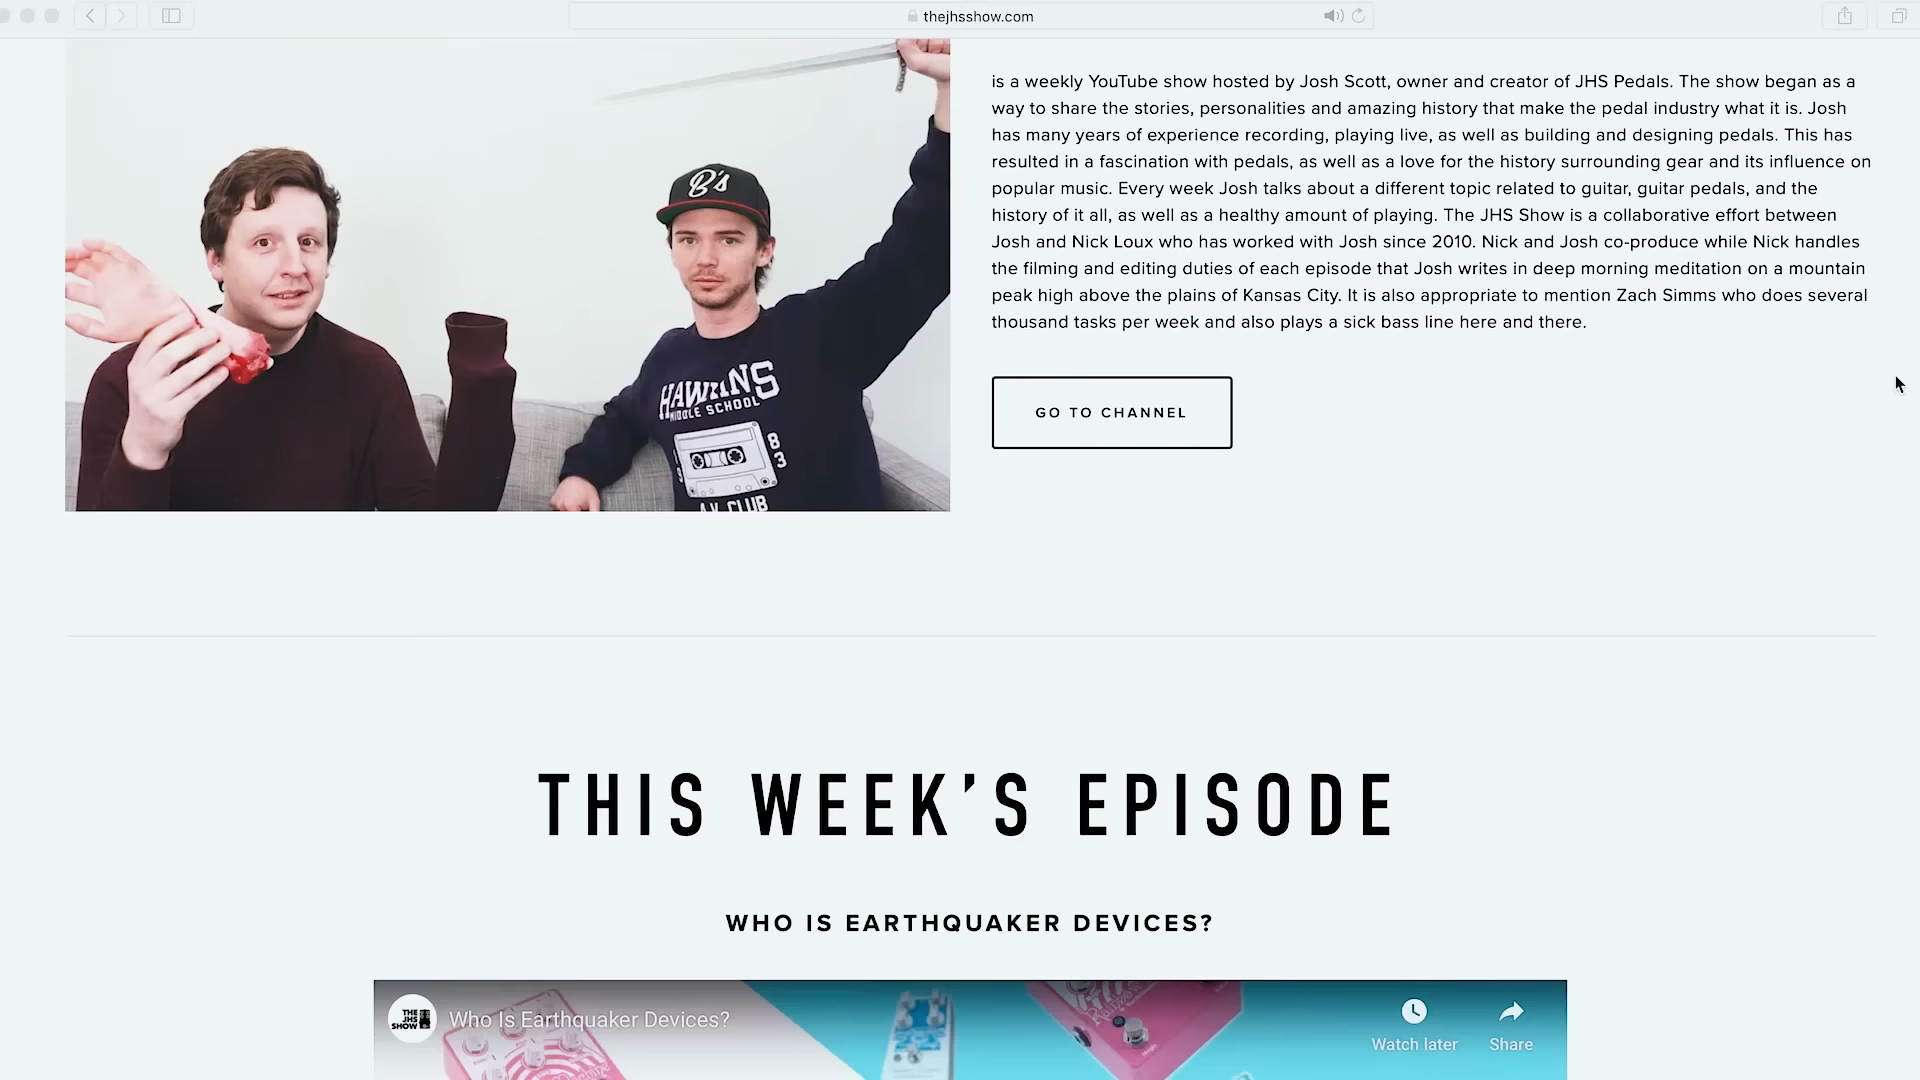 thejhsshow.com
is a weekly YouTube show hosted by Josh Scott, owner and creator of JHS Pedals. The show began as a
way to share the stories, personalities and amazing history that make the pedal industry what it is. Josh
has many years of experience recording, playing live, as well as building and designing pedals. This has
resulted in a fascination with pedals, as well as a love for the history surrounding gear and its influence on
popular music. Every week Josh talks about a different topic related to guitar, guitar pedals, and the
history of it all, as well as a healthy amount of playing. The JHS Show is a collaborative effort between
Josh and Nick Loux who has worked with Josh since 2010. Nick and Josh co-produce while Nick handles
the filming and editing duties of each episode that Josh writes in deep morning meditation on a mountain
peak high above the plains of Kansas City. It is also appropriate to mention Zach Simms who does several
thousand tasks per week and also plays a sick bass line here and there.
GO TO CHANNEL
B's
HAWKINS
MIDDLE SCHOOL
1 8
9 3
A.V. CLUB
THIS WEEK'S EPISODE
WHO IS EARTHQUAKER DEVICES?
THE
JHS
SHOW
Who Is Earthquaker Devices?
Watch later
Share